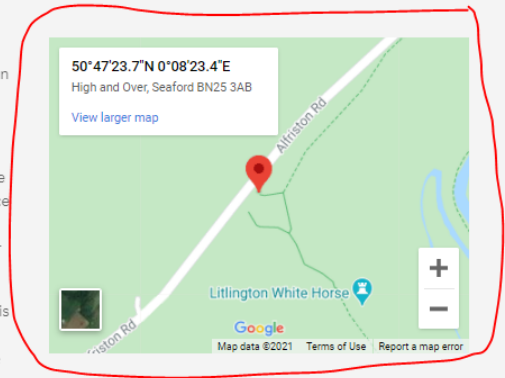 50°47'23.7"N 0°08'23.4"E
High and Over, Seaford BN25 3AB
View larger map
Alfriston Rd
Litlington White Horse
riston Rd
Google
Map data ©2021 Terms of Use Report a map error